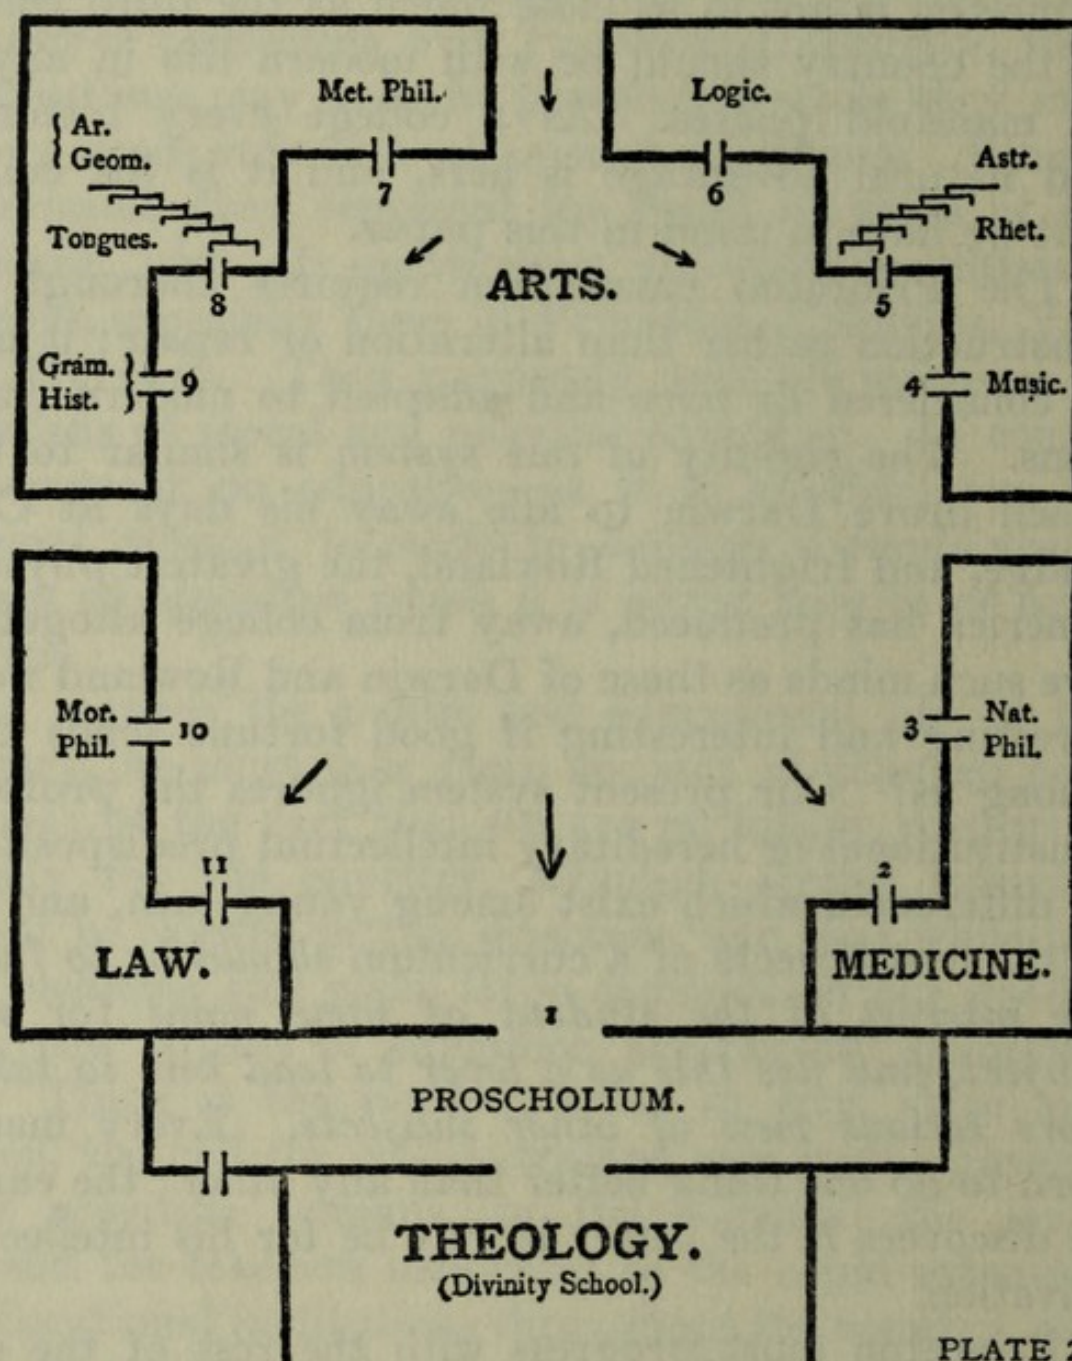 Met. Phil.
Logic.
Ar.
Geom.
Astr.
7
6
Tongues.
Rhet.
ARTS.
8
5
Gram.
Hist.
9
4
Music.
Mor.
Phil.
10
3
Nat.
Phil.
11
2
LAW.
MEDICINE.
1
PROSCHOLIUM.
THEOLOGY.
(Divinity School.)
PLATE 2